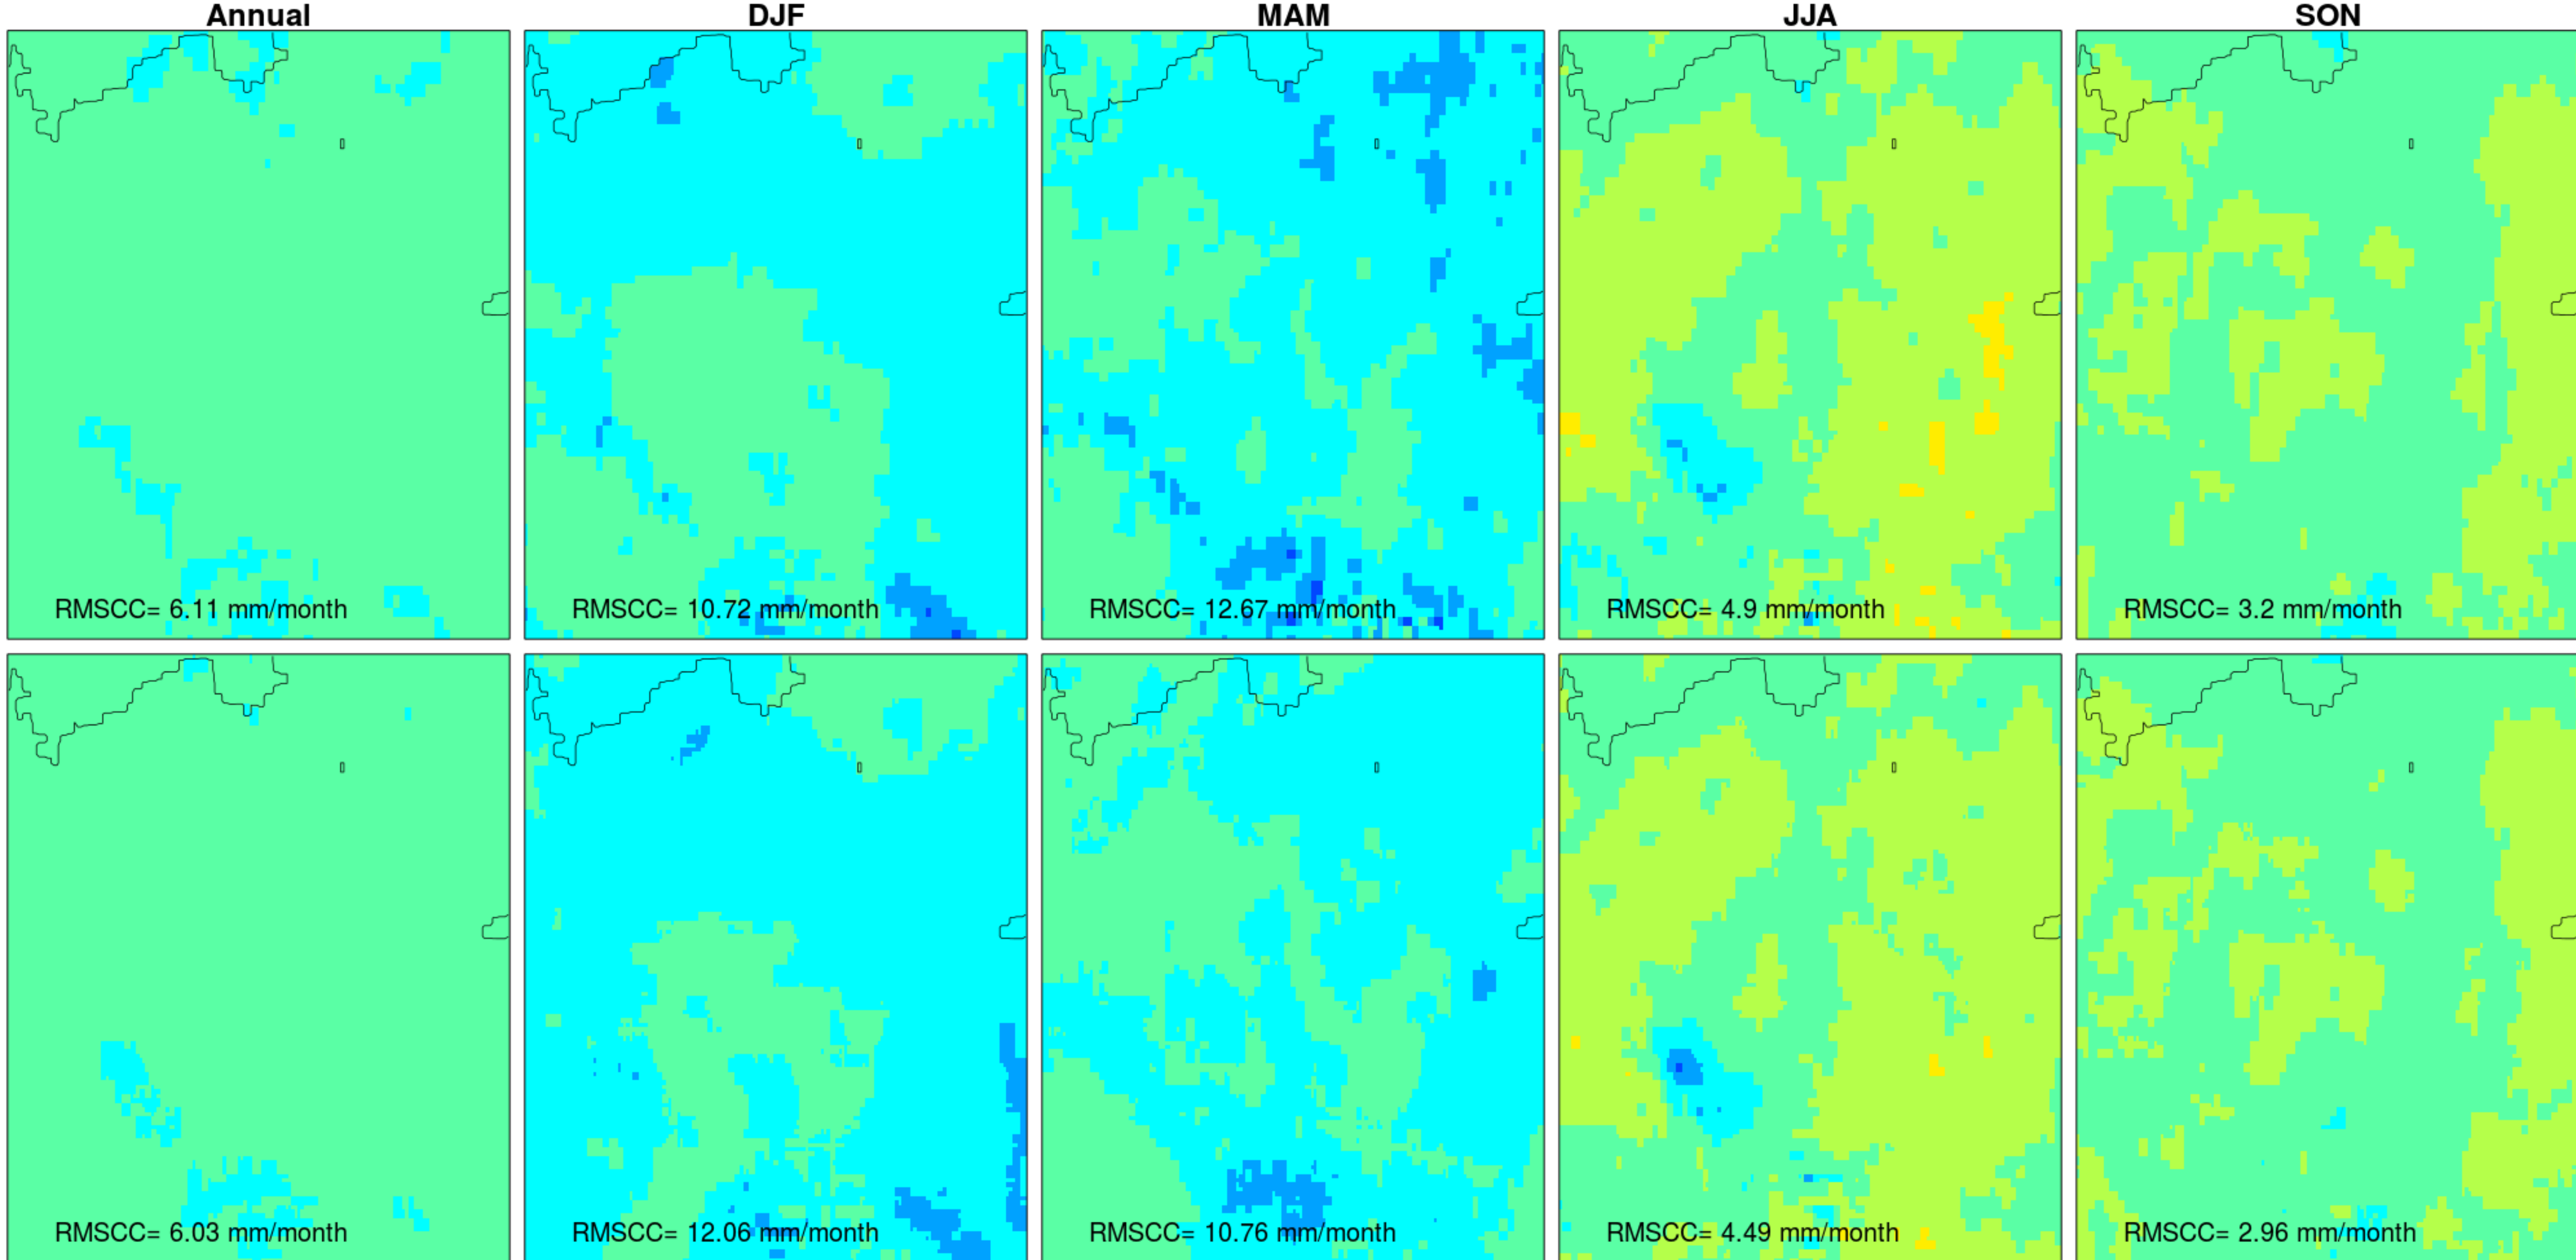 Annual DJF MAM JJA SON
RMSCC= 6.11 mm/month RMSCC= 10.72 mm/month RMSCC= 12.67 mm/month RMSCC= 4.9 mm/month RMSCC= 3.2 mm/month
RMSCC= 6.03 mm/month RMSCC= 12.06 mm/month RMSCC= 10.76 mm/month RMSCC= 4.49 mm/month RMSCC= 2.96 mm/month